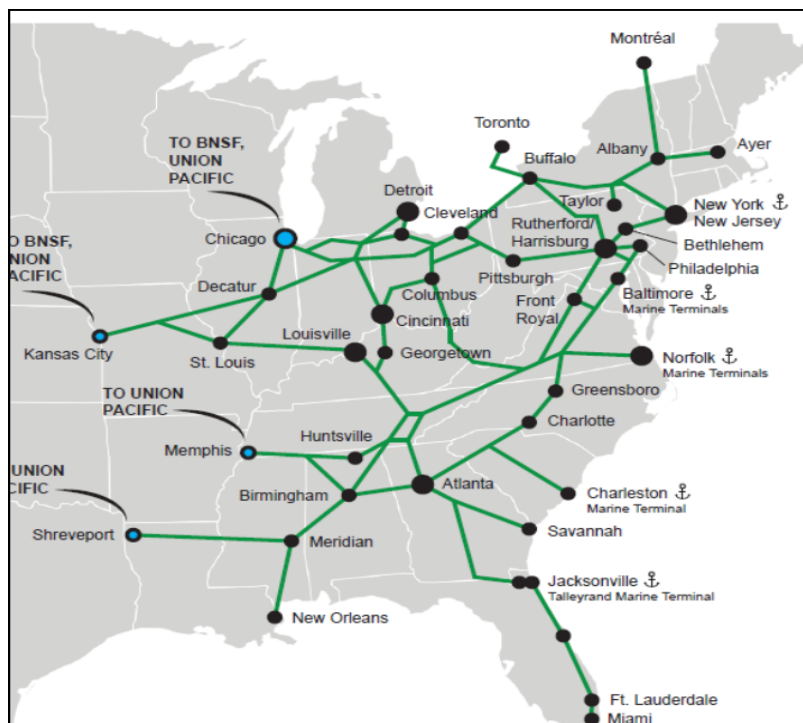 Montréal
Toronto
Buffalo
Albany
Ayer
TO BNSF,
UNION
PACIFIC
Detroit
Cleveland
Taylor
New York
New Jersey
Rutherford/
Harrisburg
Bethlehem
Chicago
Philadelphia
O BNSF,
NION
ACIFIC
Pittsburgh
Decatur
Columbus
Front
Royal
Baltimore
Marine Terminals
Cincinnati
Louisville
Kansas City
St. Louis
Georgetown
Norfolk
Marine Terminals
TO UNION
PACIFIC
Greensboro
Charlotte
Memphis
Huntsville
UNION
CIFIC
Birmingham
Atlanta
Charleston
Marine Terminal
Shreveport
Meridian
Savannah
Jacksonville
Talleyrand Marine Terminal
New Orleans
Ft. Lauderdale
Miami